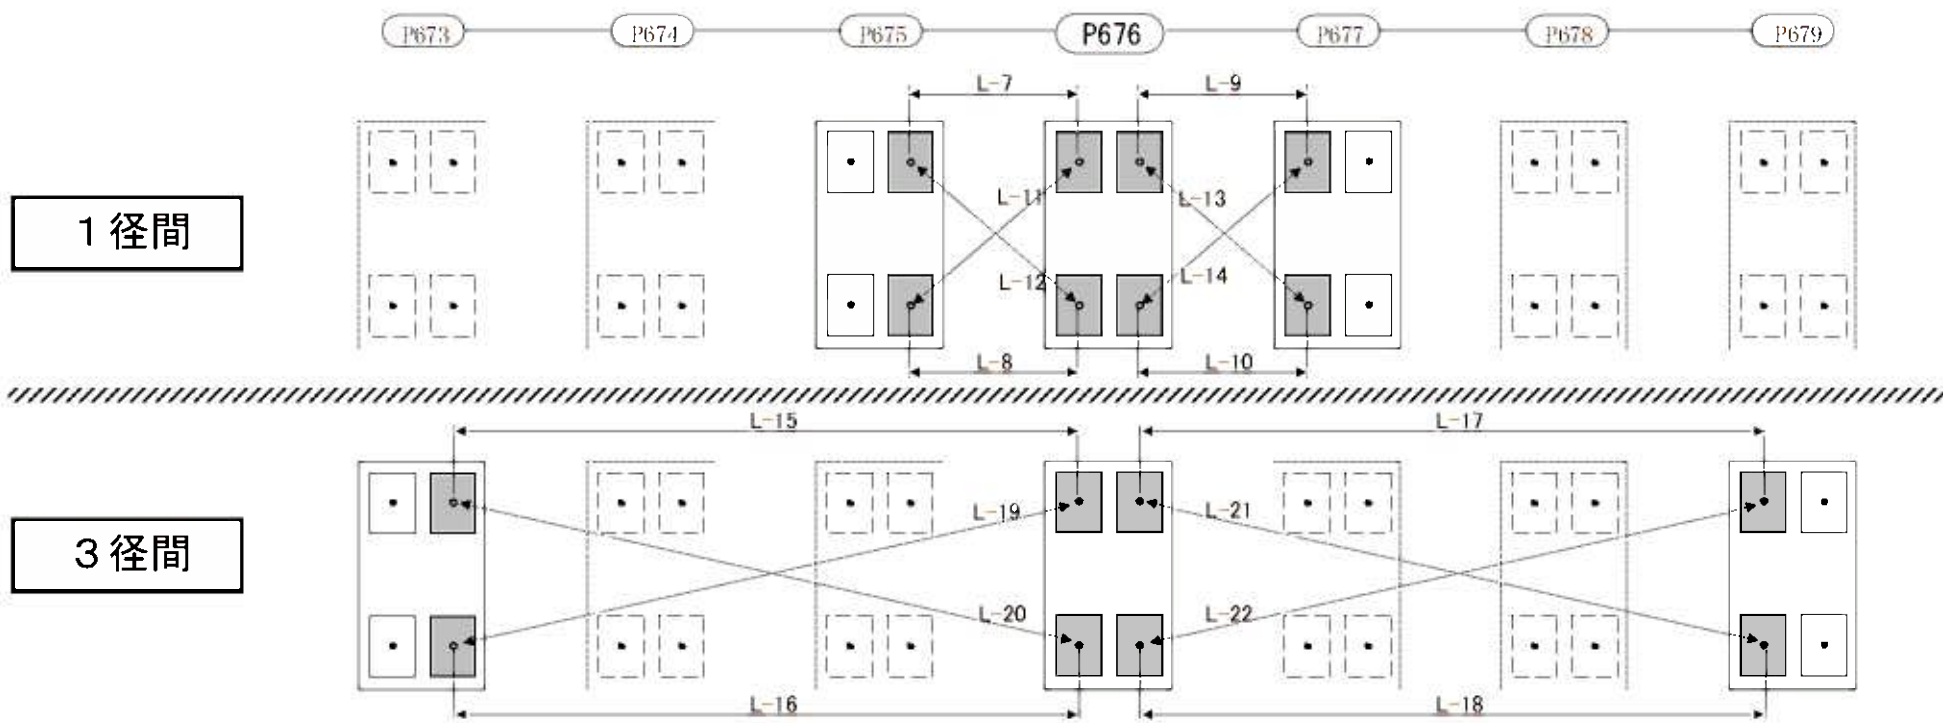 P673 P674 P675 P676 P677 P678 P679
L-7 L-9
L-11 L-13
1径間
L-12 L-14
L-8 L-10
L-15 L-17
L-19 L-21
3径間
L-20 L-22
L-16 L-18